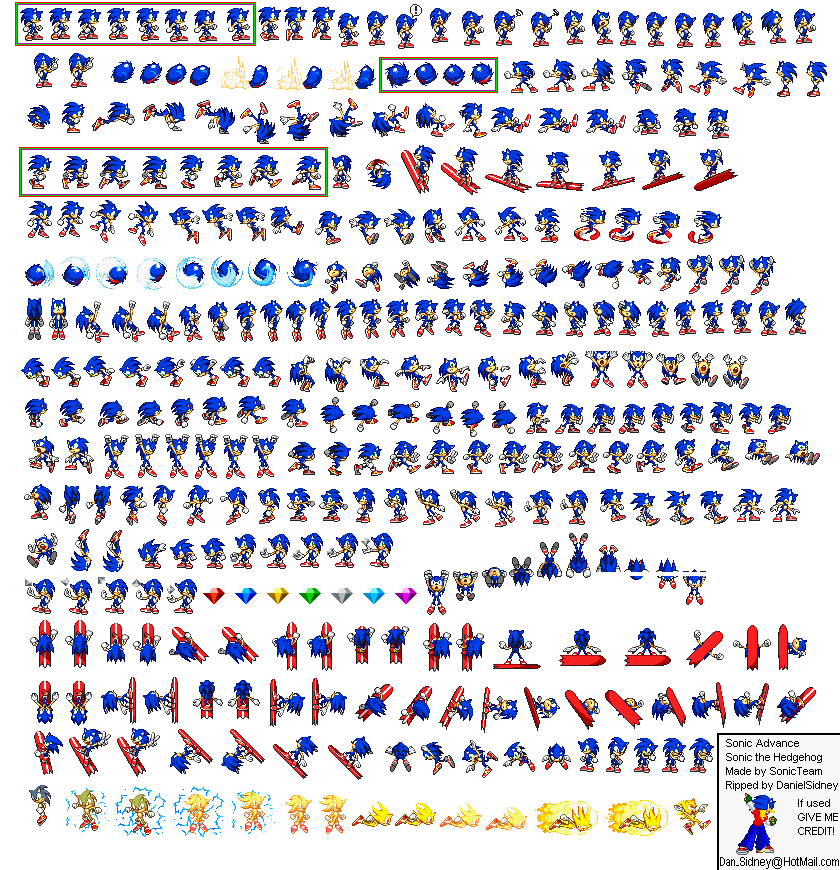 !
Sonic Advance
Sonic the Hedgehog
Made by SonicTeam
Ripped by DanielSidney
If used
GIVE ME
CREDIT!
Dan_Sidney@HotMail.com